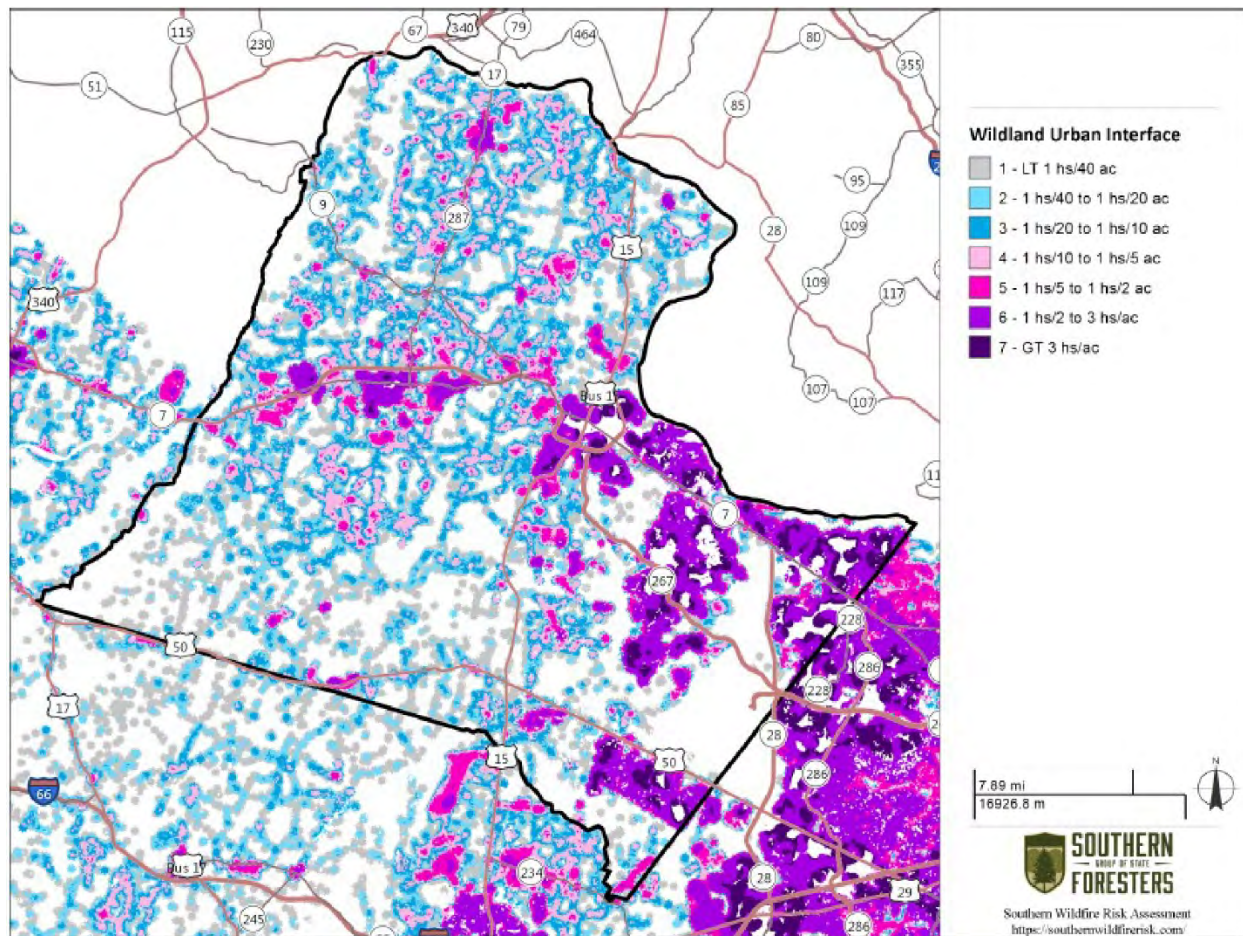 115
230
67
340
79
464
80
355
17
51
85
9
95
287
109
28
15
340
109
117
107
107
7
Bus 1
7
267
228
50
286
228
17
28
15
50
286
66
Bus 1
234
28
29
245
286
Wildland Urban Interface
1 - LT 1 hs/40 ac
2 - 1 hs/40 to 1 hs/20 ac
3 - 1 hs/20 to 1 hs/10 ac
4 - 1 hs/10 to 1 hs/5 ac
5 - 1 hs/5 to 1 hs/2 ac
6 - 1 hs/2 to 3 hs/ac
7 - GT 3 hs/ac
7.89 mi
16926.8 m
N
SOUTHERN
GROUP OF STATE
FORESTERS
Southern Wildfire Risk Assessment
https://southernwildfirerisk.com/